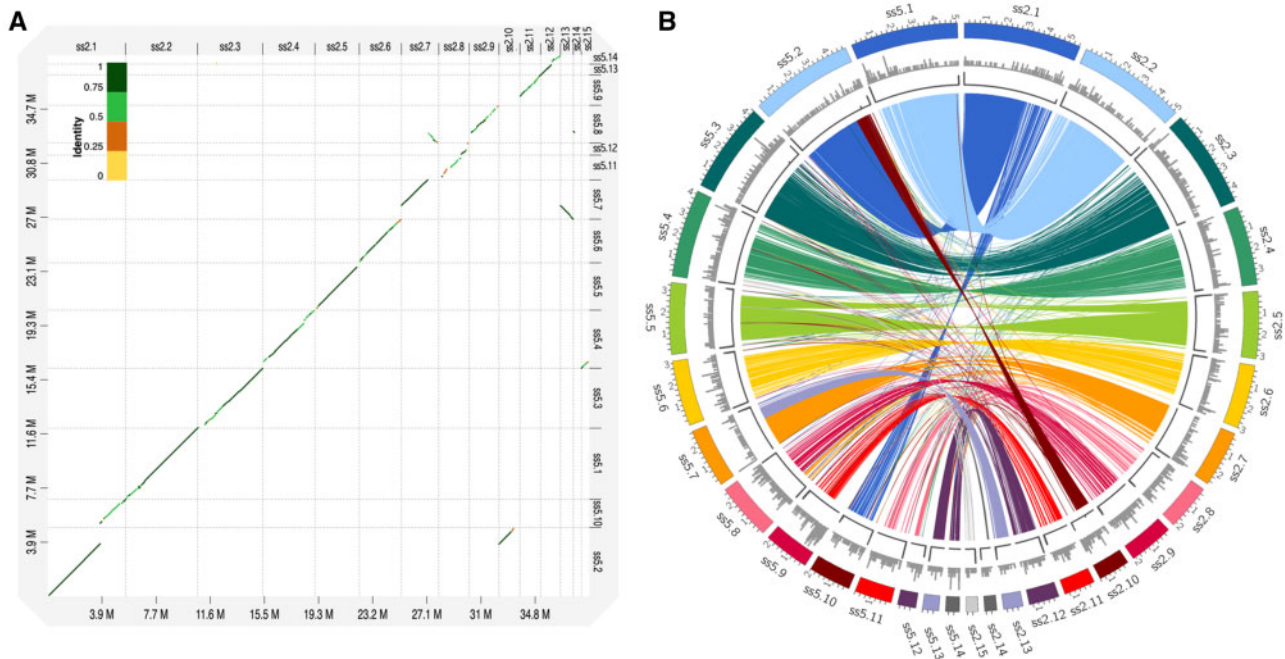 A
ss2.1 ss2.2 ss2.3 ss2.4 ss2.5 ss2.6 ss2.7 ss2.8 ss2.9 ss2.10 ss2.11 ss2.12 ss2.13 ss2.14 ss2.15
ss5.14
ss5.13
ss5.9
ss5.8
ss5.12
ss5.11
ss5.7
ss5.6
ss5.5
ss5.4
ss5.3
ss5.1
ss5.10
ss5.2
Identity
1
0.75
0.5
0.25
0
34.7 M
30.8 M
27 M
23.1 M
19.3 M
15.4 M
11.6 M
7.7 M
3.9 M
3.9 M 7.7 M 11.6 M 15.5 M 19.3 M 23.2 M 27.1 M 31 M 34.8 M
B
ss5.1
ss2.1
ss2.2
ss2.3
ss2.4
ss2.5
ss2.6
ss2.7
ss2.8
ss2.9
ss2.10
ss2.11
ss2.12
ss2.13
ss2.14
ss2.15
ss5.14
ss5.13
ss5.12
ss5.11
ss5.10
ss5.9
ss5.8
ss5.7
ss5.6
ss5.5
ss5.4
ss5.3
ss5.2